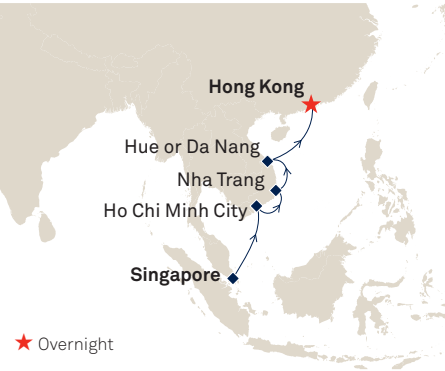 Hong Kong
Hue or Da Nang
Nha Trang
Ho Chi Minh City
Singapore
Overnight